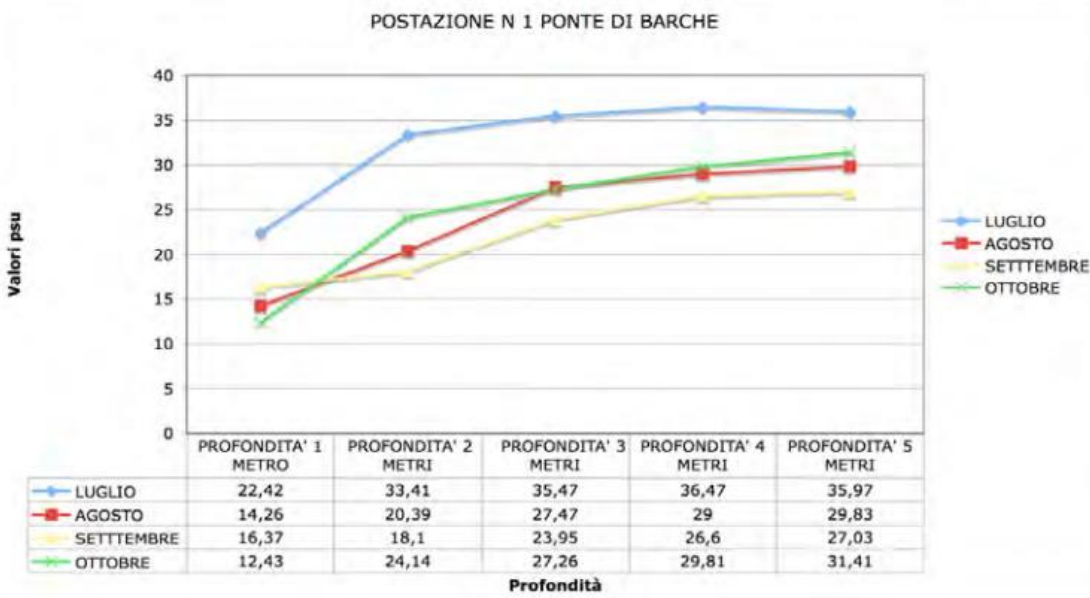 POSTAZIONE N 1 PONTE DI BARCHE
Valori psu
40
35
30
25
20
15
10
5
0
LUGLIO
AGOSTO
SETTTEMBRE
OTTOBRE
PROFONDITA' 1 METRO PROFONDITA' 2 METRI PROFONDITA' 3 METRI PROFONDITA' 4 METRI PROFONDITA' 5 METRI
LUGLIO 22,42 33,41 35,47 36,47 35,97
AGOSTO 14,26 20,39 27,47 29 29,83
SETTTEMBRE 16,37 18,1 23,95 26,6 27,03
OTTOBRE 12,43 24,14 27,26 29,81 31,41
Profondità